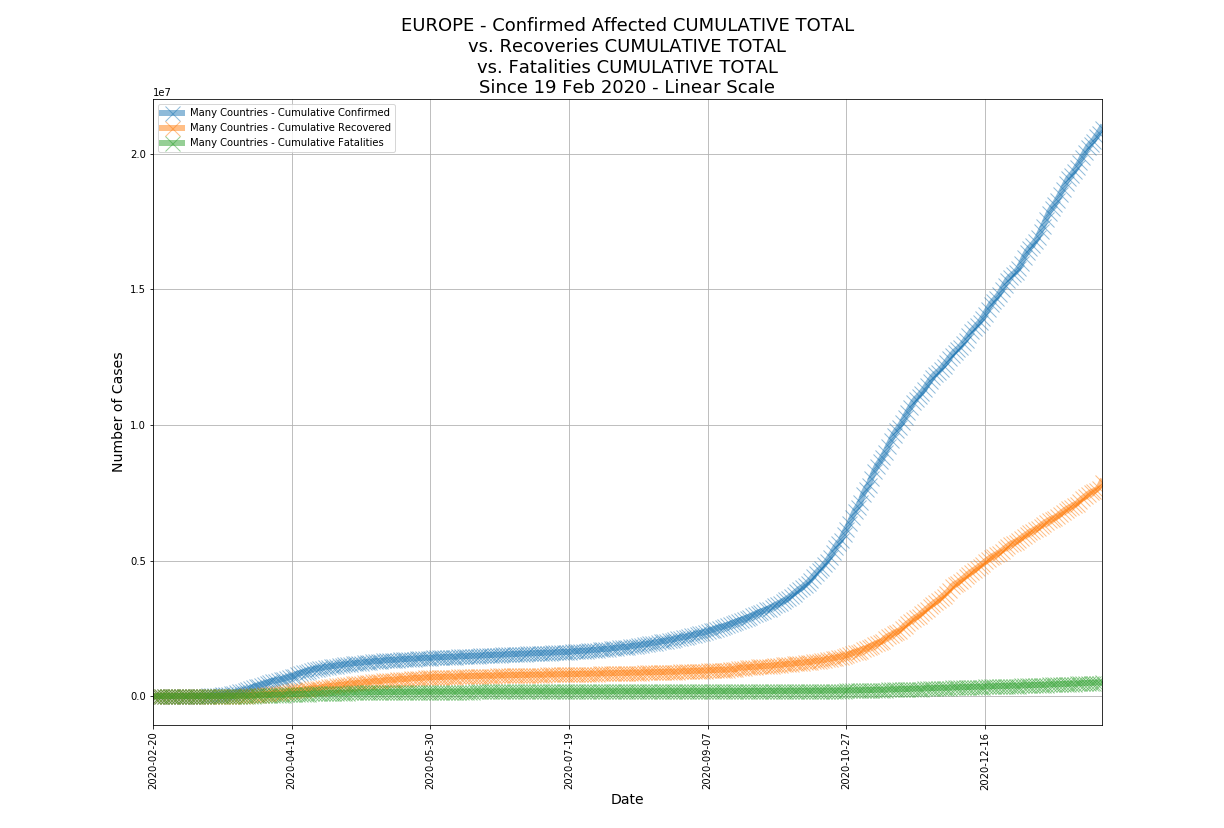 EUROPE - Confirmed Affected CUMULATIVE TOTAL
vs. Recoveries CUMULATIVE TOTAL
vs. Fatalities CUMULATIVE TOTAL
Since 19 Feb 2020 - Linear Scale
1e7
Many Countries - Cumulative Confirmed
Many Countries - Cumulative Recovered
Many Countries - Cumulative Fatalities
2.0
1.5
1.0
0.5
0.0
Number of Cases
2020-02-20
2020-04-10
2020-05-30
2020-07-19
2020-09-07
2020-10-27
2020-12-16
Date